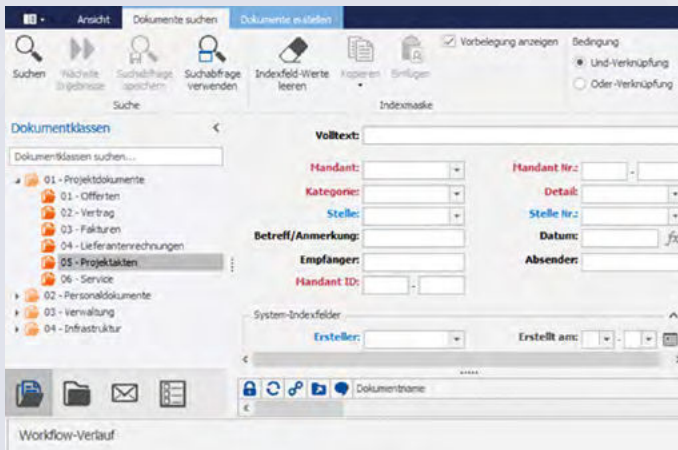 Ansicht Dokumente suchen Dokumente erstellen
Suchen Nächste Ergebnisse Suchabfrage speichern Suchabfrage verwenden
Suche
Indexfeld-Werte leeren Kopieren Einfügen
Vorbelegung anzeigen
Indexmaske
Bedingung
Und-Verknüpfung
Oder-Verknüpfung
Dokumentklassen
Dokumentklassen suchen...
01 - Projektdokumente
01 - Offerten
02 - Vertrag
03 - Fakturen
04 - Lieferantenrechnungen
05 - Projektakten
06 - Service
02 - Personaldokumente
03 - Verwaltung
04 - Infrastruktur
Volltext:
Mandant: Mandant Nr.: -
Kategorie: Detail:
Stelle: Stelle Nr.:
Betreff/Anmerkung: Datum: fx
Empfänger: Absender:
Mandant ID: -
System-Indexfelder
Ersteller: Erstellt am: -
Dokumentname
Workflow-Verlauf